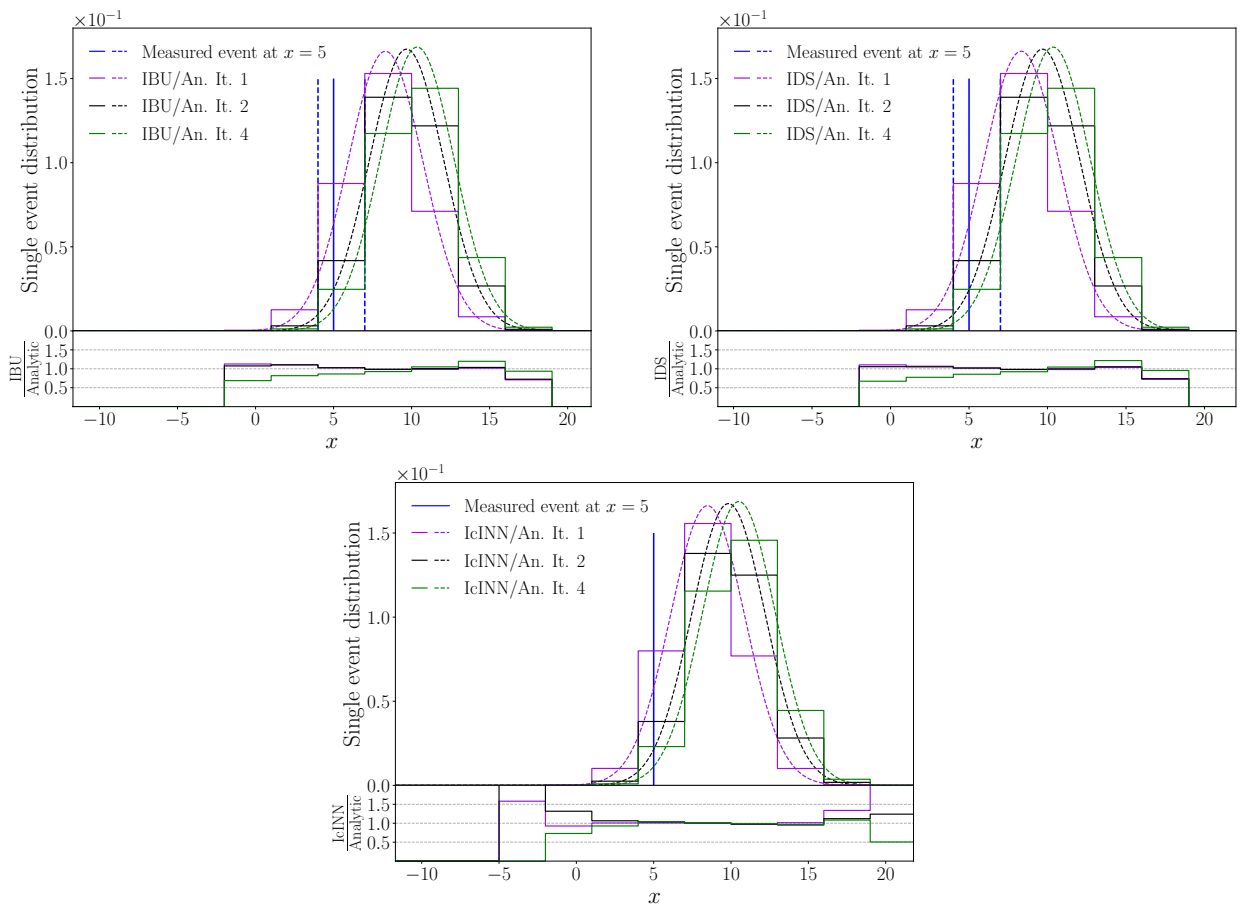 ×10⁻¹
Single event distribution
1.5
1.0
0.5
0.0
Measured event at x = 5
IBU/An. It. 1
IBU/An. It. 2
IBU/An. It. 4
IBU
Analytic
1.5
1.0
0.5
−10 −5 0 5 10 15 20
x
×10⁻¹
Single event distribution
1.5
1.0
0.5
0.0
Measured event at x = 5
IDS/An. It. 1
IDS/An. It. 2
IDS/An. It. 4
IDS
Analytic
1.5
1.0
0.5
−10 −5 0 5 10 15 20
x
×10⁻¹
Single event distribution
1.5
1.0
0.5
0.0
Measured event at x = 5
IcINN/An. It. 1
IcINN/An. It. 2
IcINN/An. It. 4
IcINN
Analytic
1.5
1.0
0.5
−10 −5 0 5 10 15 20
x